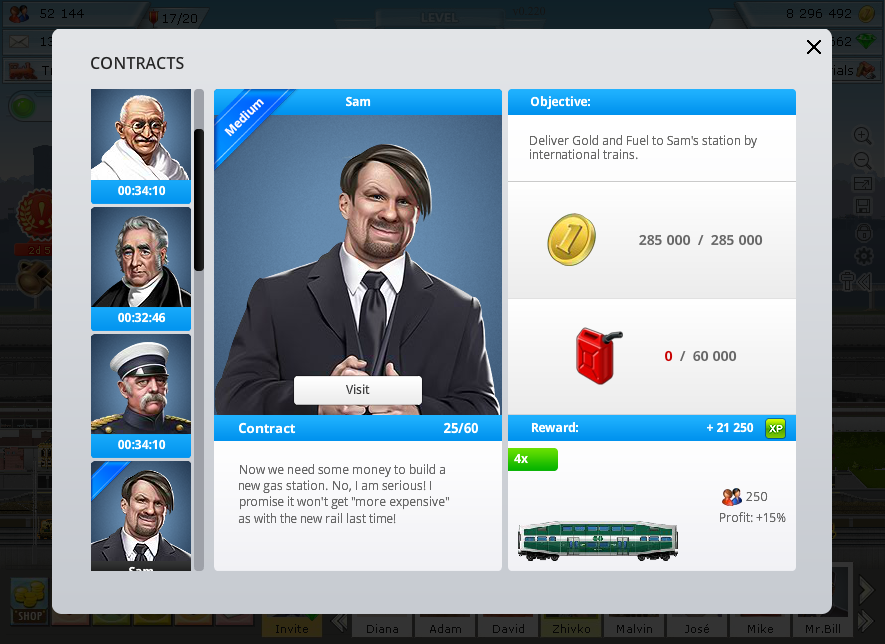 52 144
17/20
LEVEL
8 296 492
CONTRACTS
00:34:10
00:32:46
00:34:10
Sam
Medium
Sam
Visit
Contract 25/60
Now we need some money to build a
new gas station. No, I am serious! I
promise it won't get "more expensive"
as with the new rail last time!
Objective:
Deliver Gold and Fuel to Sam's station by
international trains.
285 000 / 285 000
0 / 60 000
Reward: + 21 250 XP
4x
250
Profit: +15%
SHOP
Invite
Diana
Adam
David
Zhivko
Malvin
José
Mike
Mr.Bill